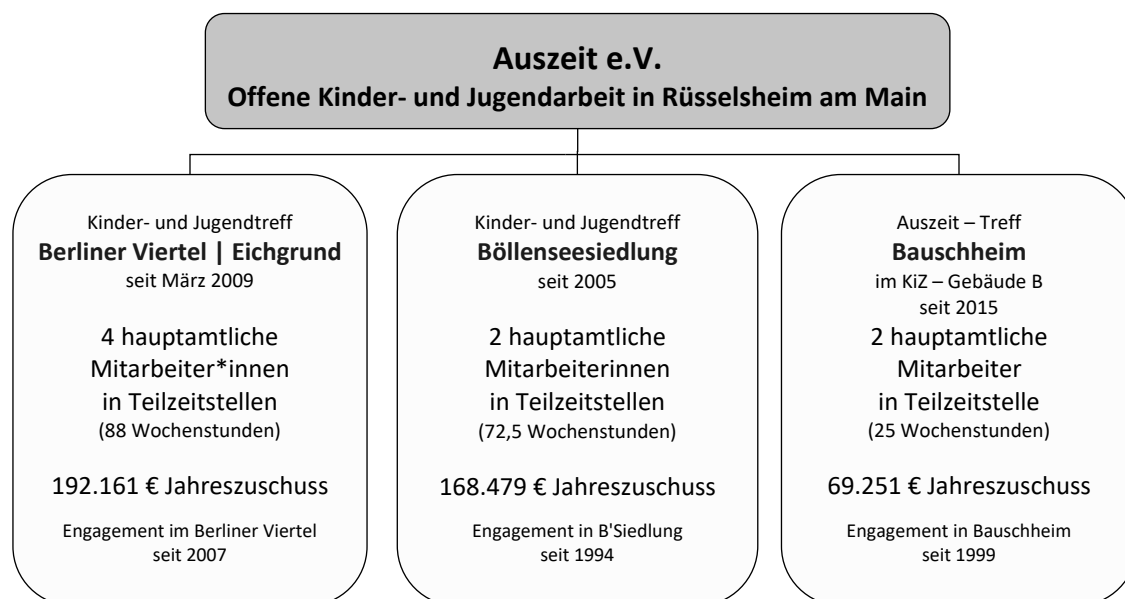 Auszeit e.V.
Offene Kinder- und Jugendarbeit in Rüsselsheim am Main
Kinder- und Jugendtreff
Berliner Viertel | Eichgrund
seit März 2009
4 hauptamtliche
Mitarbeiter*innen
in Teilzeitstellen
(88 Wochenstunden)
192.161 € Jahreszuschuss
Engagement im Berliner Viertel
seit 2007
Kinder- und Jugendtreff
Böllenseesiedlung
seit 2005
2 hauptamtliche
Mitarbeiterinnen
in Teilzeitstellen
(72,5 Wochenstunden)
168.479 € Jahreszuschuss
Engagement in B'Siedlung
seit 1994
Auszeit – Treff
Bauschheim
im KiZ – Gebäude B
seit 2015
2 hauptamtliche
Mitarbeiter
in Teilzeitstelle
(25 Wochenstunden)
69.251 € Jahreszuschuss
Engagement in Bauschheim
seit 1999